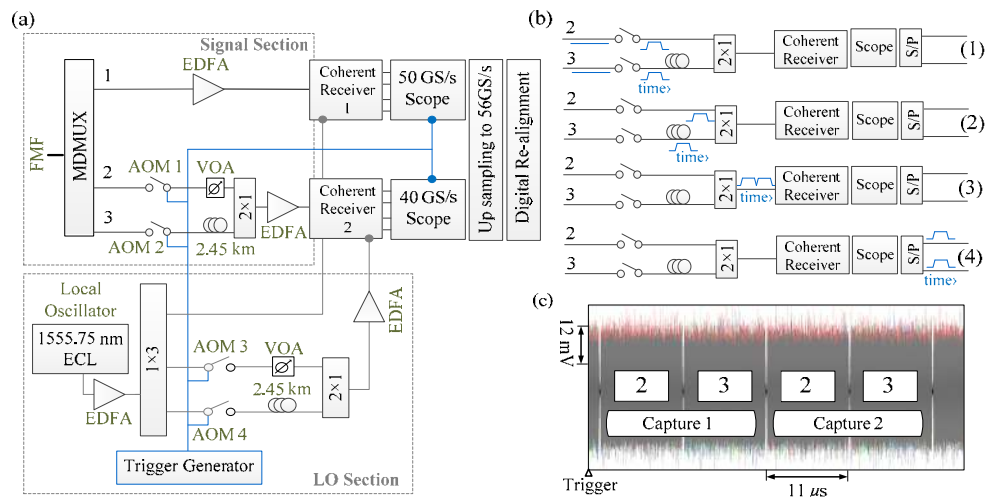 (a)
Signal Section
FMF
MDMUX
1
EDFA
Coherent
Receiver
1
50 GS/s
Scope
Up sampling to 56GS/s
Digital Re-alignment
2
AOM 1
VOA
3
AOM 2
2.45 km
2×1
EDFA
Coherent
Receiver
2
40 GS/s
Scope
Local
Oscillator
1555.75 nm
ECL
EDFA
1×3
AOM 3
VOA
2.45 km
AOM 4
2×1
EDFA
Trigger Generator
LO Section
(b)
2
3
time›
2×1
Coherent
Receiver
Scope
S/P
(1)
2
3
time›
2×1
Coherent
Receiver
Scope
S/P
(2)
2
3
2×1
time›
Coherent
Receiver
Scope
S/P
(3)
2
3
2×1
Coherent
Receiver
Scope
S/P
time›
(4)
(c)
12 mV
2
3
2
3
Capture 1
Capture 2
Trigger
11 µs